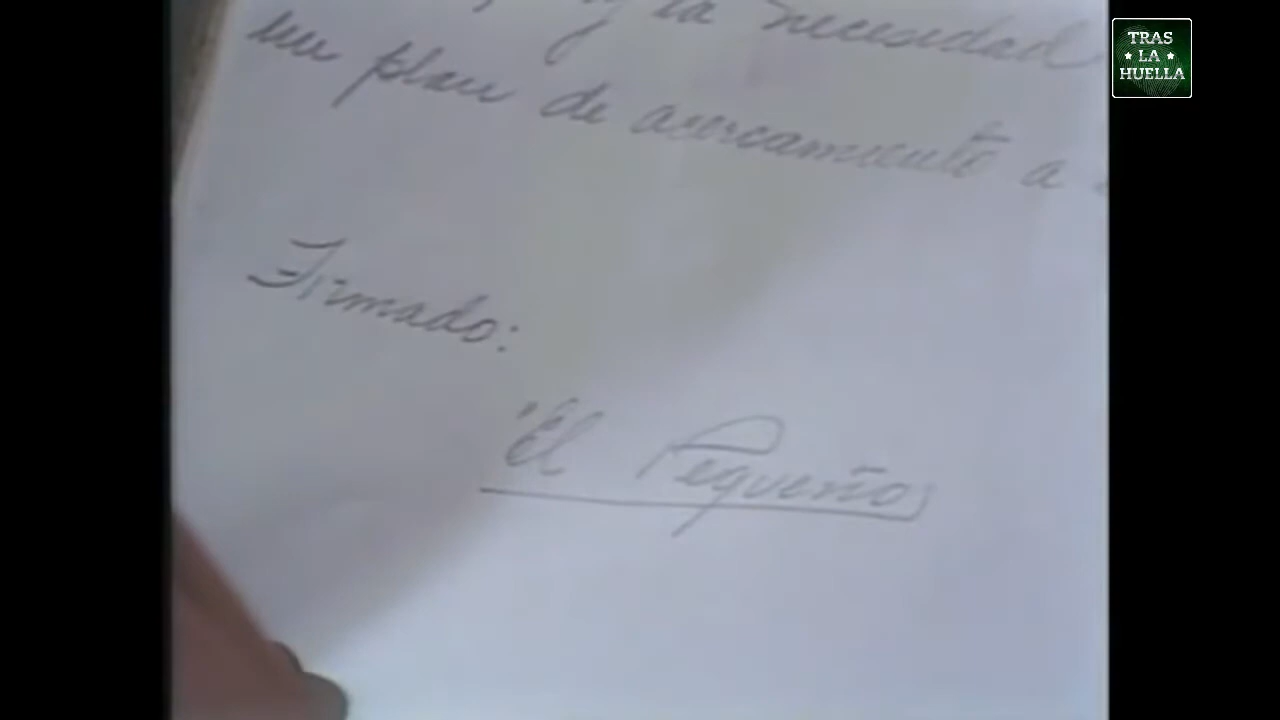 y la necesidad
un plan de acercamiento a
Firmado:
"El Pequeño"
TRAS
LA
HUELLA